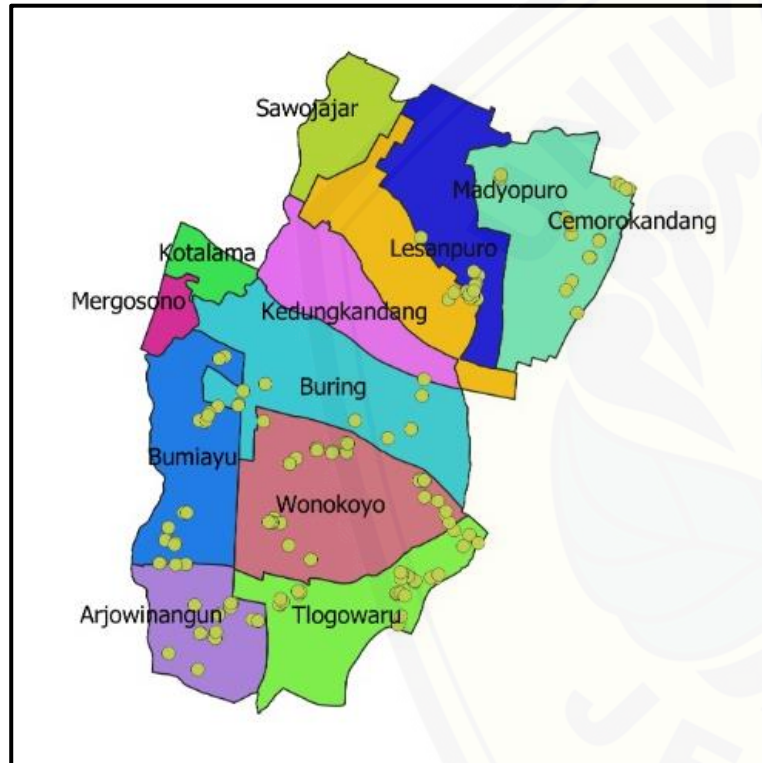 Sawojajar
Madyopuro
Cemorokandang
Lesanpuro
Kotalama
Mergosono
Kedungkandang
Buring
Bumiayu
Wonokoyo
Arjowinangun
Tlogowaru